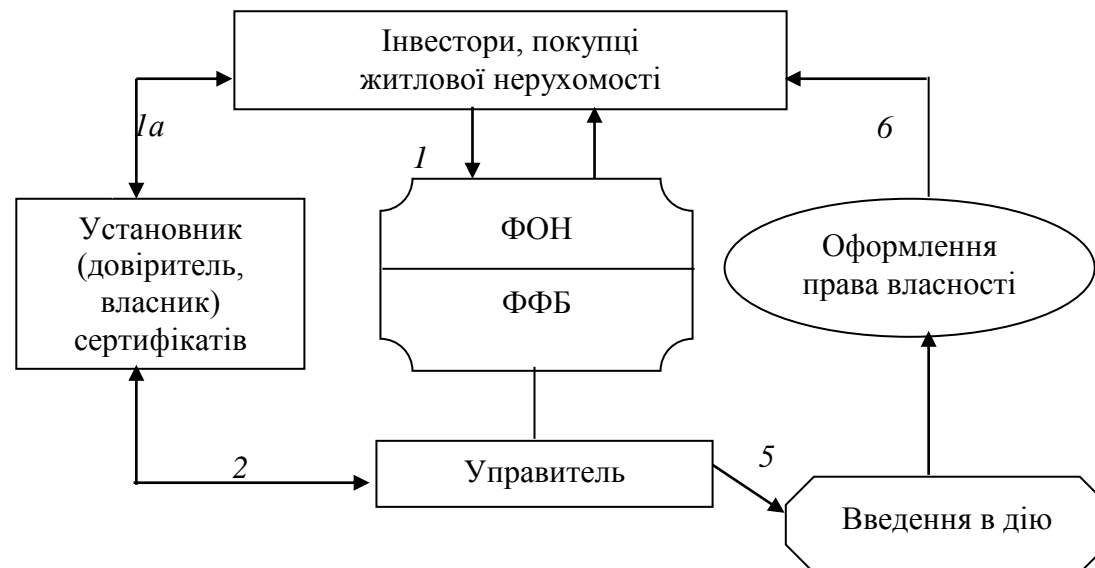 Інвестори, покупці
житлової нерухомості
1а
1
6
Установник
(довіритель,
власник)
сертифікатів
ФОН
ФФБ
Оформлення
права власності
2
Управитель
5
Введення в дію